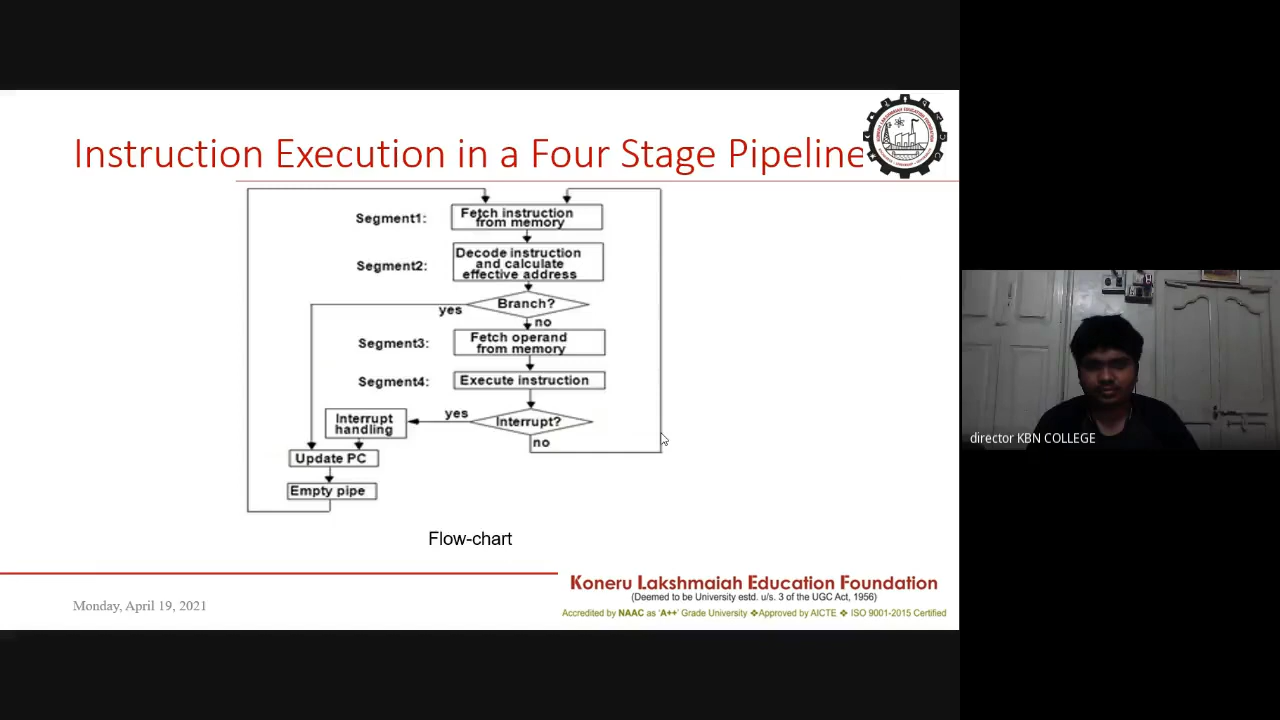 Instruction Execution in a Four Stage Pipeline
Segment1:
Fetch instruction
from memory
Segment2:
Decode instruction
and calculate
effective address
Branch?
yes
no
Segment3:
Fetch operand
from memory
Segment4:
Execute instruction
Interrupt
handling
yes
Interrupt?
no
Update PC
Empty pipe
Flow-chart
Koneru Lakshmaiah Education Foundation
(Deemed to be University estd. u/s. 3 of the UGC Act, 1956)
Accredited by NAAC as 'A++' Grade University ❖Approved by AICTE ❖ ISO 9001-2015 Certified
Monday, April 19, 2021
director KBN COLLEGE